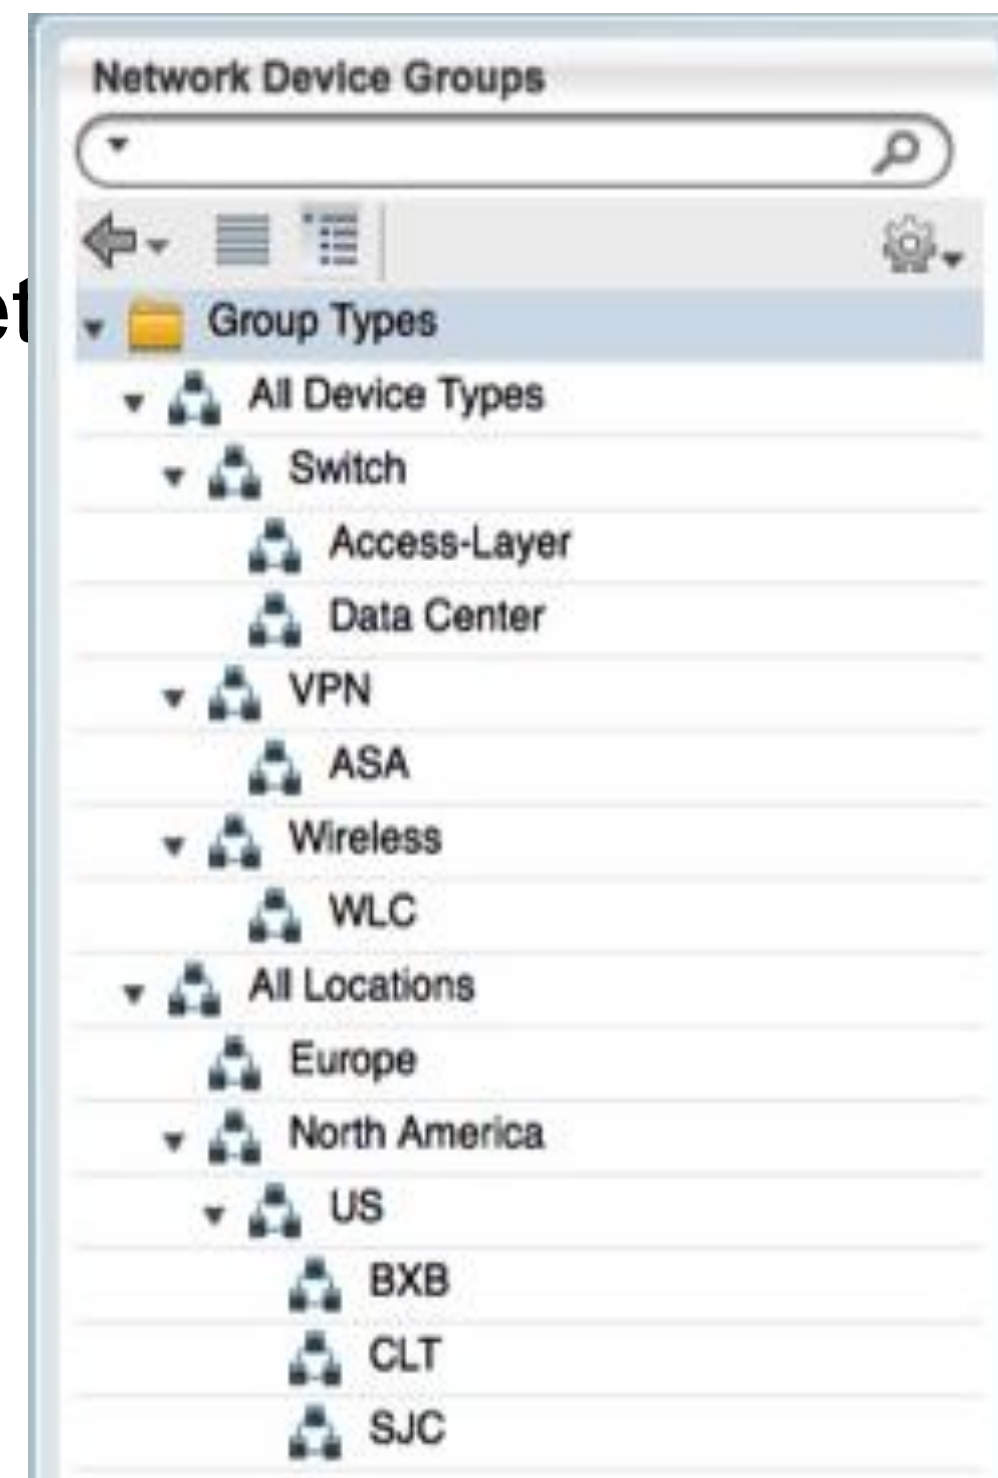 Network Device Groups
et
Group Types
All Device Types
Switch
Access-Layer
Data Center
VPN
ASA
Wireless
WLC
All Locations
Europe
North America
US
BXB
CLT
SJC